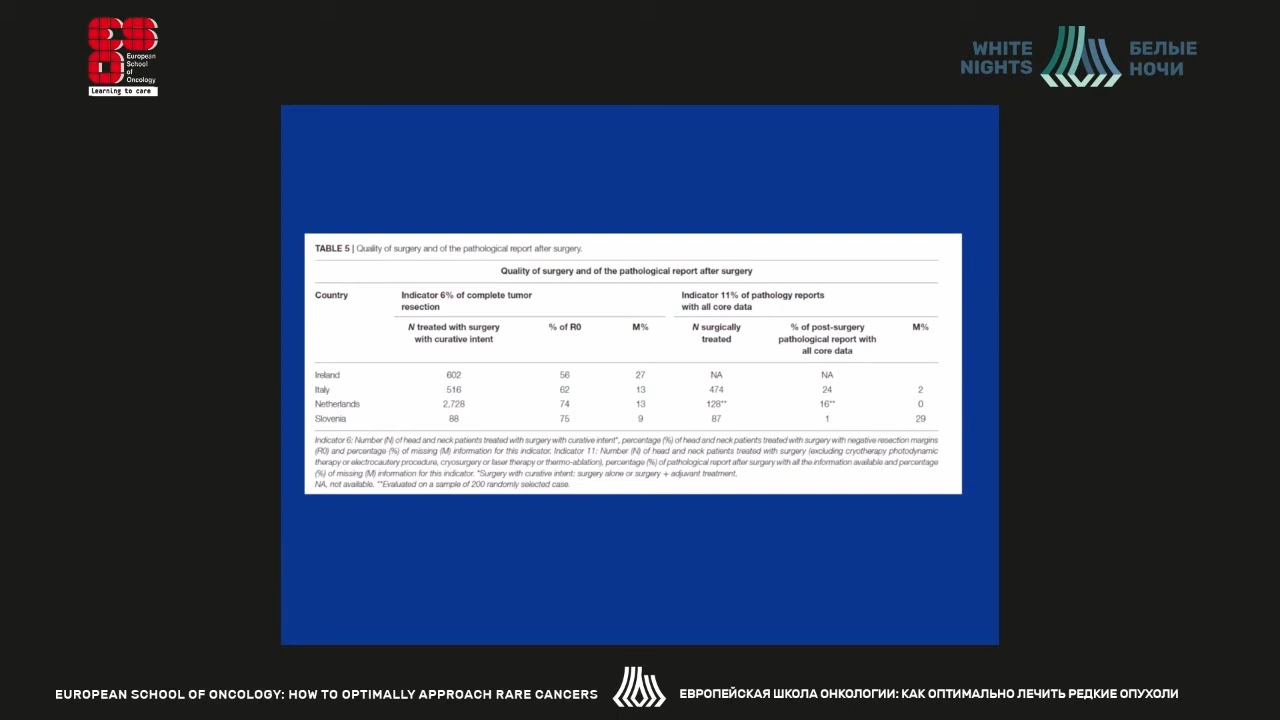 European
School
of
Oncology
Learning to care
WHITE
NIGHTS
БЕЛЫЕ
НОЧИ
TABLE 5 | Quality of surgery and of the pathological report after surgery.
Quality of surgery and of the pathological report after surgery
Country Indicator 6% of complete tumor resection Indicator 11% of pathology reports with all core data
N treated with surgery with curative intent % of R0 M% N surgically treated % of post-surgery pathological report with all core data M%
Ireland 602 56 27 NA NA
Italy 516 62 13 474 24 2
Netherlands 2,728 74 13 128** 16** 0
Slovenia 88 75 9 87 1 29
Indicator 6: Number (N) of head and neck patients treated with surgery with curative intent*, percentage (%) of head and neck patients treated with surgery with negative resection margins
(R0) and percentage (%) of missing (M) information for this indicator. Indicator 11: Number (N) of head and neck patients treated with surgery (excluding cryotherapy photodynamic
therapy or electrocautery procedure, cryosurgery or laser therapy or thermo-ablation), percentage (%) of pathological report after surgery with all the information available and percentage
(%) of missing (M) information for this indicator. *Surgery with curative intent: surgery alone or surgery + adjuvant treatment.
NA, not available. **Evaluated on a sample of 200 randomly selected case.
EUROPEAN SCHOOL OF ONCOLOGY: HOW TO OPTIMALLY APPROACH RARE CANCERS
ЕВРОПЕЙСКАЯ ШКОЛА ОНКОЛОГИИ: КАК ОПТИМАЛЬНО ЛЕЧИТЬ РЕДКИЕ ОПУХОЛИ